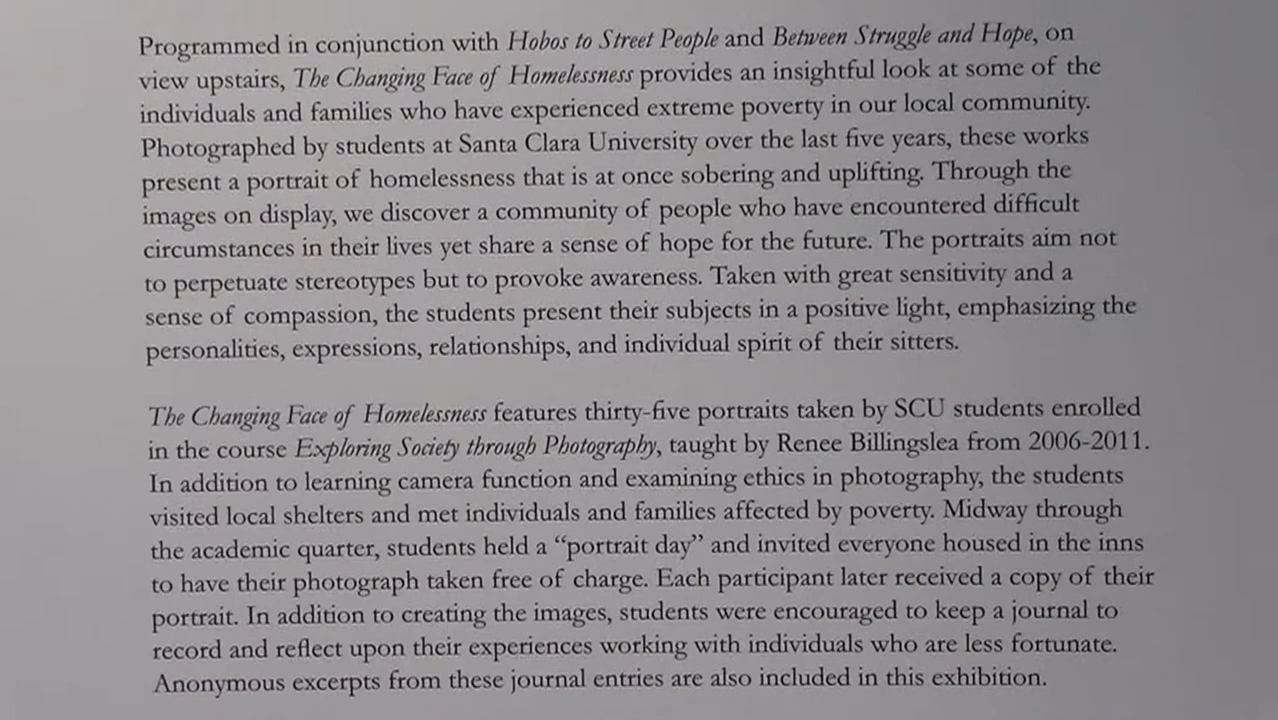 Programmed in conjunction with Hobos to Street People and Between Struggle and Hope, on
view upstairs, The Changing Face of Homelessness provides an insightful look at some of the
individuals and families who have experienced extreme poverty in our local community.
Photographed by students at Santa Clara University over the last five years, these works
present a portrait of homelessness that is at once sobering and uplifting. Through the
images on display, we discover a community of people who have encountered difficult
circumstances in their lives yet share a sense of hope for the future. The portraits aim not
to perpetuate stereotypes but to provoke awareness. Taken with great sensitivity and a
sense of compassion, the students present their subjects in a positive light, emphasizing the
personalities, expressions, relationships, and individual spirit of their sitters.
The Changing Face of Homelessness features thirty-five portraits taken by SCU students enrolled
in the course Exploring Society through Photography, taught by Renee Billingslea from 2006-2011.
In addition to learning camera function and examining ethics in photography, the students
visited local shelters and met individuals and families affected by poverty. Midway through
the academic quarter, students held a “portrait day” and invited everyone housed in the inns
to have their photograph taken free of charge. Each participant later received a copy of their
portrait. In addition to creating the images, students were encouraged to keep a journal to
record and reflect upon their experiences working with individuals who are less fortunate.
Anonymous excerpts from these journal entries are also included in this exhibition.